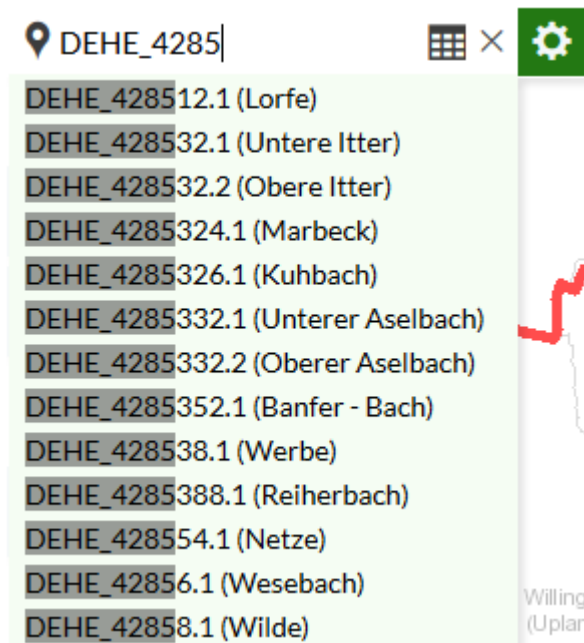 DEHE_4285
DEHE_428512.1 (Lorfe)
DEHE_428532.1 (Untere Itter)
DEHE_428532.2 (Obere Itter)
DEHE_4285324.1 (Marbeck)
DEHE_4285326.1 (Kuhbach)
DEHE_4285332.1 (Unterer Aselbach)
DEHE_4285332.2 (Oberer Aselbach)
DEHE_4285352.1 (Banfer - Bach)
DEHE_428538.1 (Werbe)
DEHE_4285388.1 (Reiherbach)
DEHE_428554.1 (Netze)
DEHE_42856.1 (Wesebach)
DEHE_42858.1 (Wilde)
Willing
(Uplan